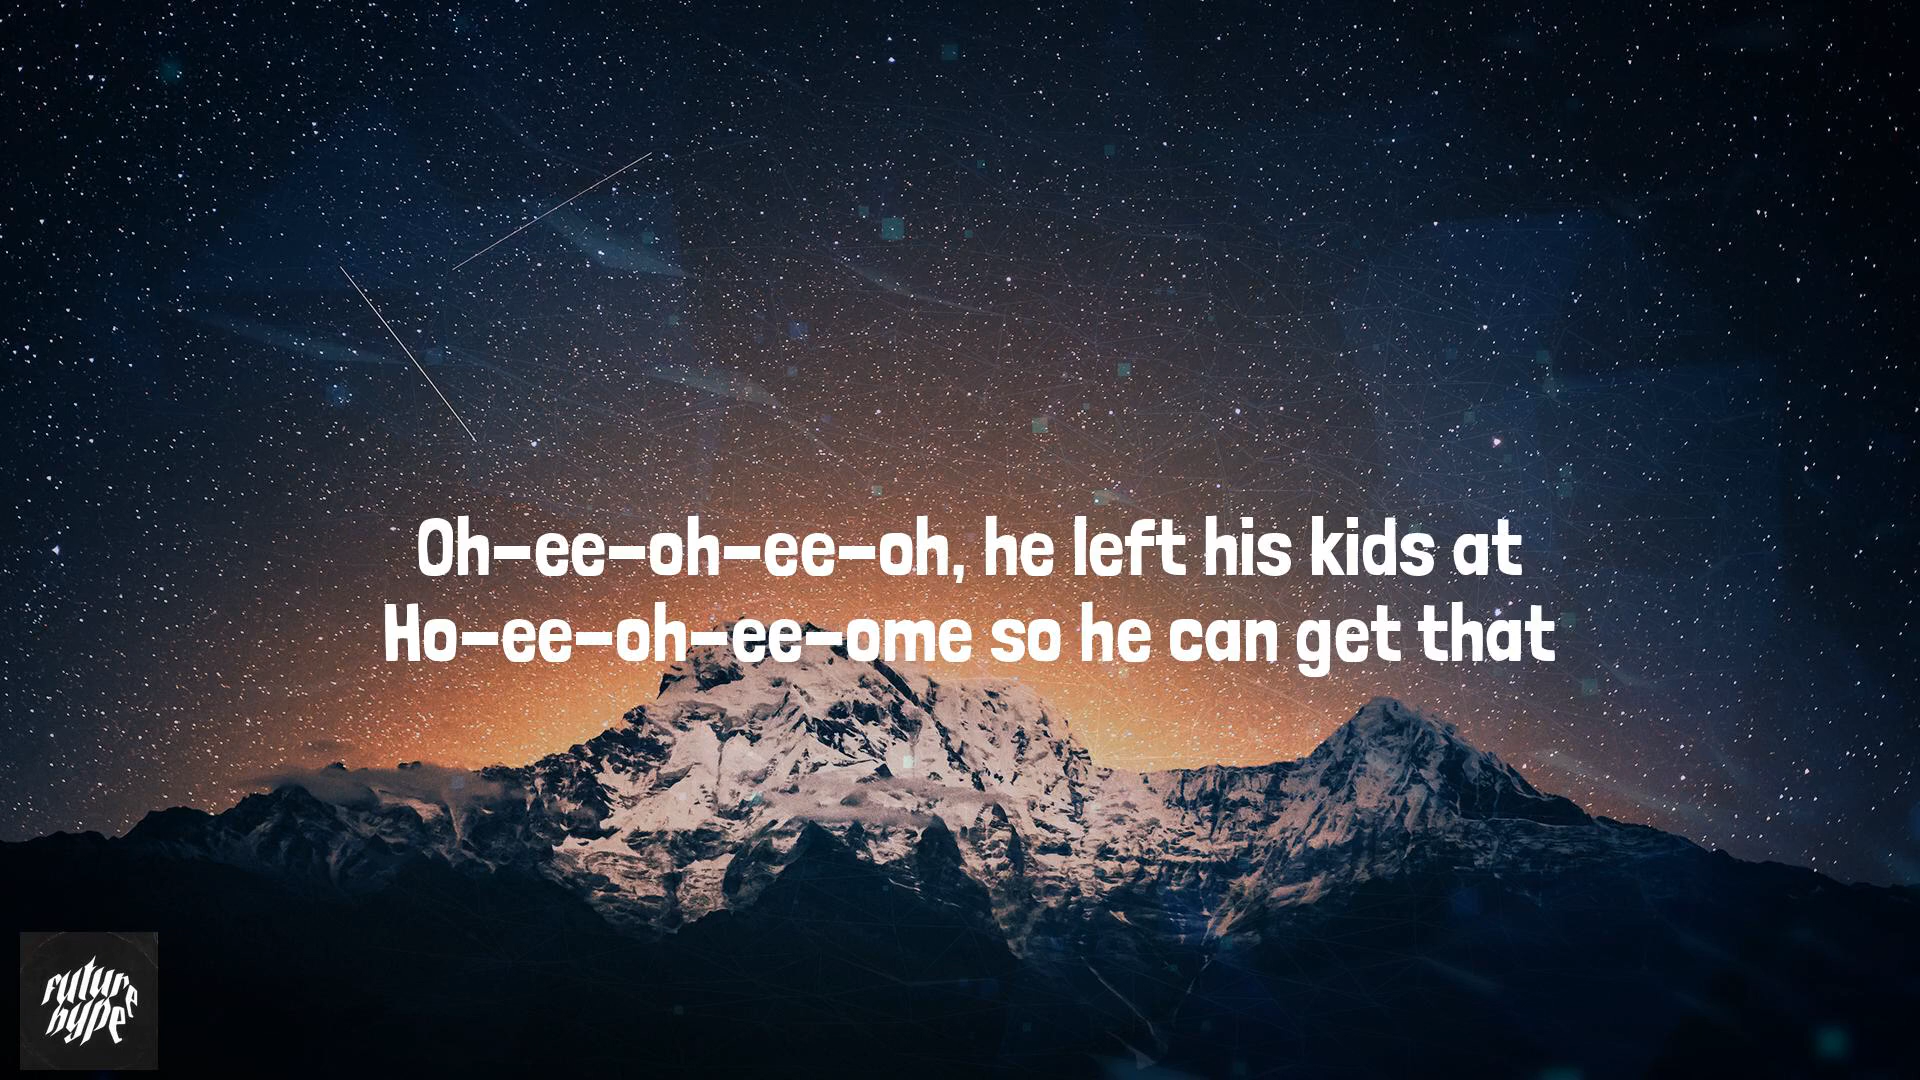 Oh-ee-oh-ee-oh, he left his kids at
Ho-ee-oh-ee-ome so he can get that
future
hype